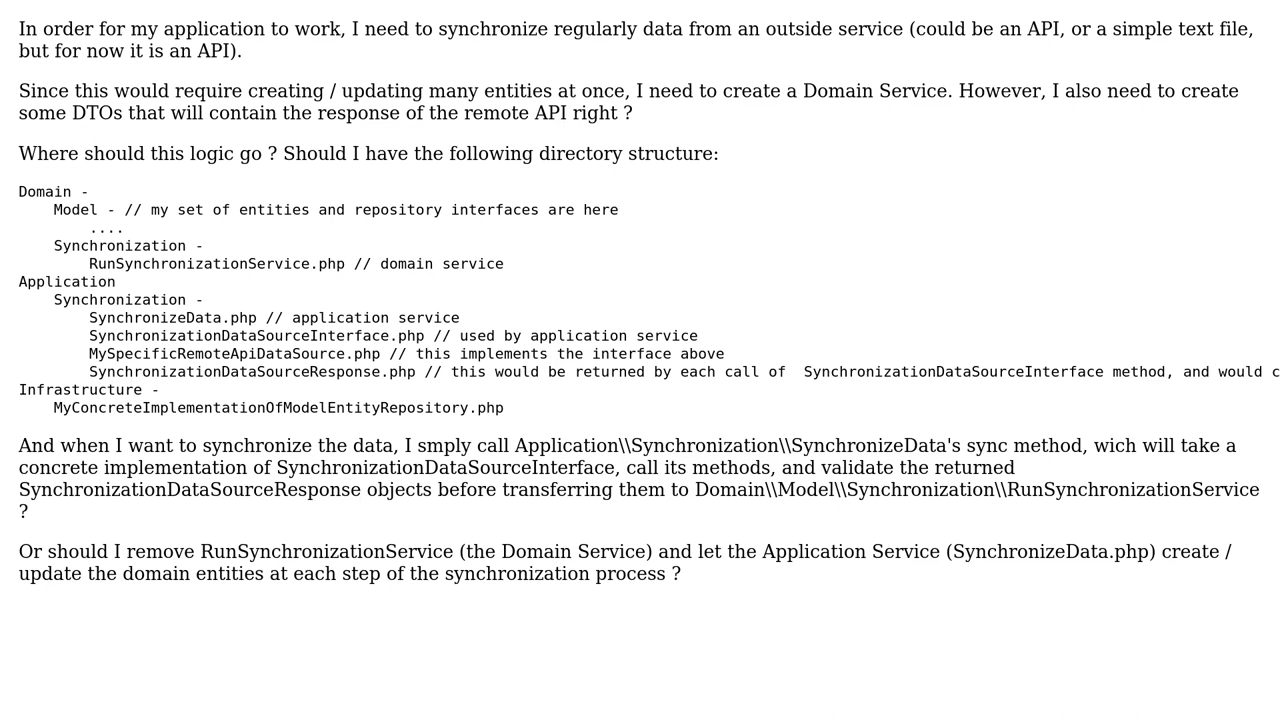 In order for my application to work, I need to synchronize regularly data from an outside service (could be an API, or a simple text file,
but for now it is an API).
Since this would require creating / updating many entities at once, I need to create a Domain Service. However, I also need to create
some DTOs that will contain the response of the remote API right ?
Where should this logic go ? Should I have the following directory structure:
Domain -
    Model - // my set of entities and repository interfaces are here
        ....
    Synchronization -
        RunSynchronizationService.php // domain service
Application
    Synchronization -
        SynchronizeData.php // application service
        SynchronizationDataSourceInterface.php // used by application service
        MySpecificRemoteApiDataSource.php // this implements the interface above
        SynchronizationDataSourceResponse.php // this would be returned by each call of  SynchronizationDataSourceInterface method, and would c
Infrastructure -
    MyConcreteImplementationOfModelEntityRepository.php
And when I want to synchronize the data, I smply call Application\\Synchronization\\SynchronizeData's sync method, wich will take a
concrete implementation of SynchronizationDataSourceInterface, call its methods, and validate the returned
SynchronizationDataSourceResponse objects before transferring them to Domain\\Model\\Synchronization\\RunSynchronizationService
?
Or should I remove RunSynchronizationService (the Domain Service) and let the Application Service (SynchronizeData.php) create /
update the domain entities at each step of the synchronization process ?